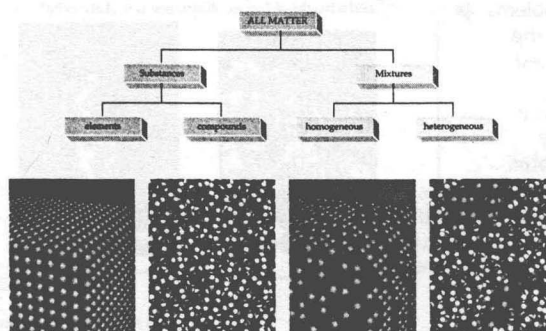 ALL MATTER
Substances
Mixtures
elements
compounds
homogeneous
heterogeneous